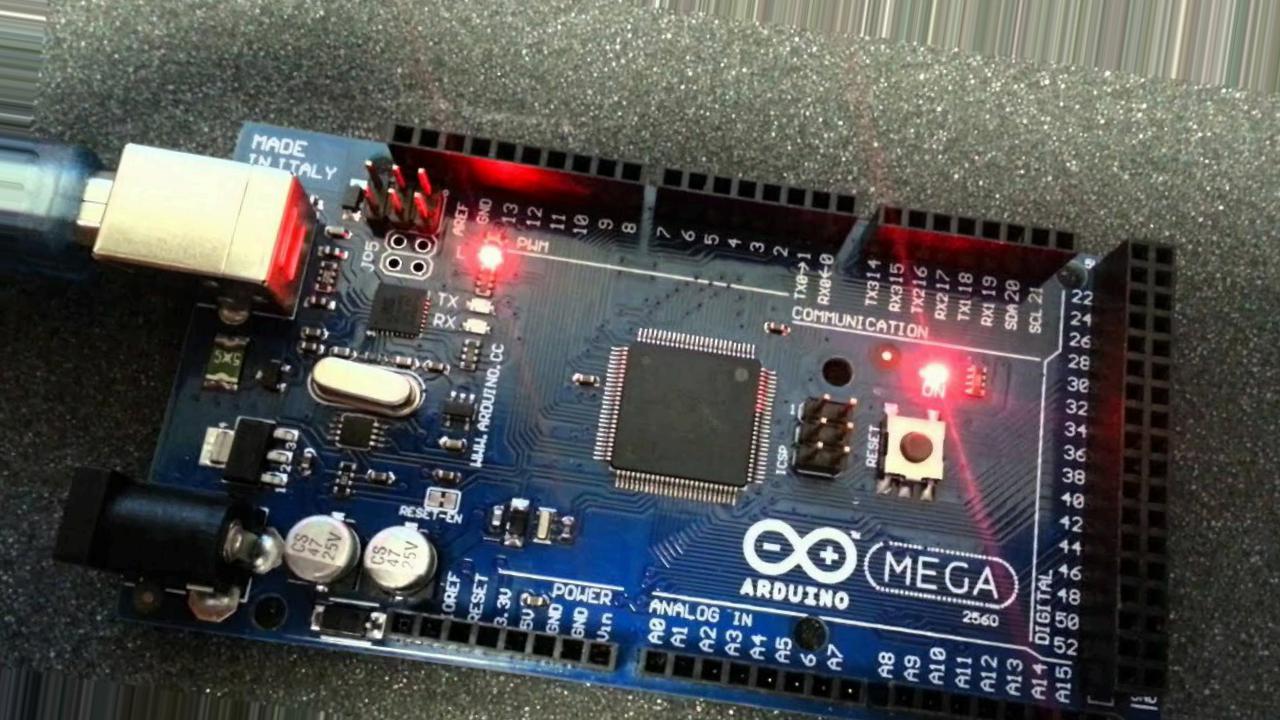 MADE
IN ITALY
AREF
GND
13
12
11
10
9
8
7
6
5
4
3
2
TX0→1
RX0←0
TX3 14
RX3 15
TX2 16
RX2 17
TX1 18
RX1 19
SDA 20
SCL 21
PWM
COMMUNICATION
TX
RX
WWW.ARDUINO.CC
ON
RESET
ICSP
1
22
24
26
28
30
32
34
36
38
40
42
44
46
48
50
52
DIGITAL
RESET-EN
CS
47
25V
CS
47
25V
ARDUINO
MEGA
2560
POWER
IOREF
RESET
3.3V
5V
GND
GND
Vin
ANALOG IN
A0
A1
A2
A3
A4
A5
6
A7
A8
A9
A10
A11
A12
A13
A14
A15